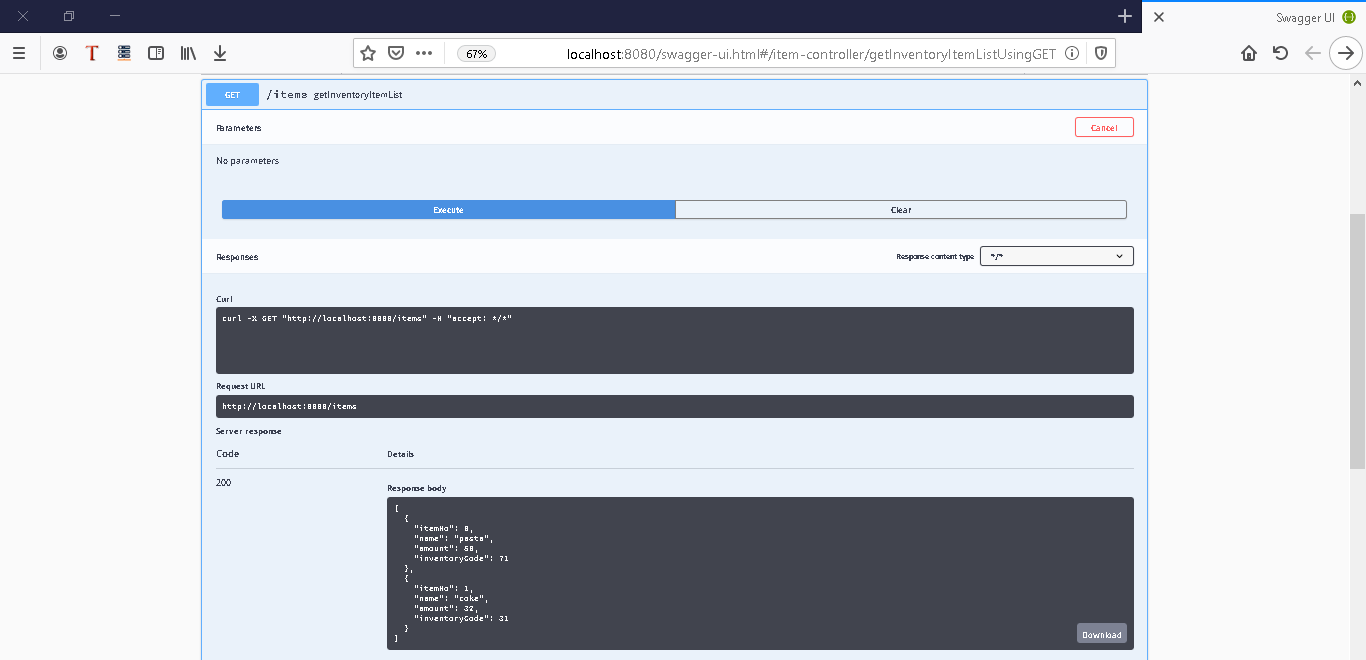 Swagger UI
67%
localhost:8080/swagger-ui.html#/item-controller/getInventoryItemListUsingGET
GET /items getInventoryItemList
Parameters
Cancel
No parameters
Execute
Clear
Responses
Response content type */*
Curl
curl -X GET "http://localhost:8080/items" -H "accept: */*"
Request URL
http://localhost:8080/items
Server response
Code
Details
200
Response body
[
{
"itemNo": 0,
"name": "pasta",
"amount": 50,
"inventoryCode": 71
},
{
"itemNo": 1,
"name": "coke",
"amount": 32,
"inventoryCode": 31
}
]
Download